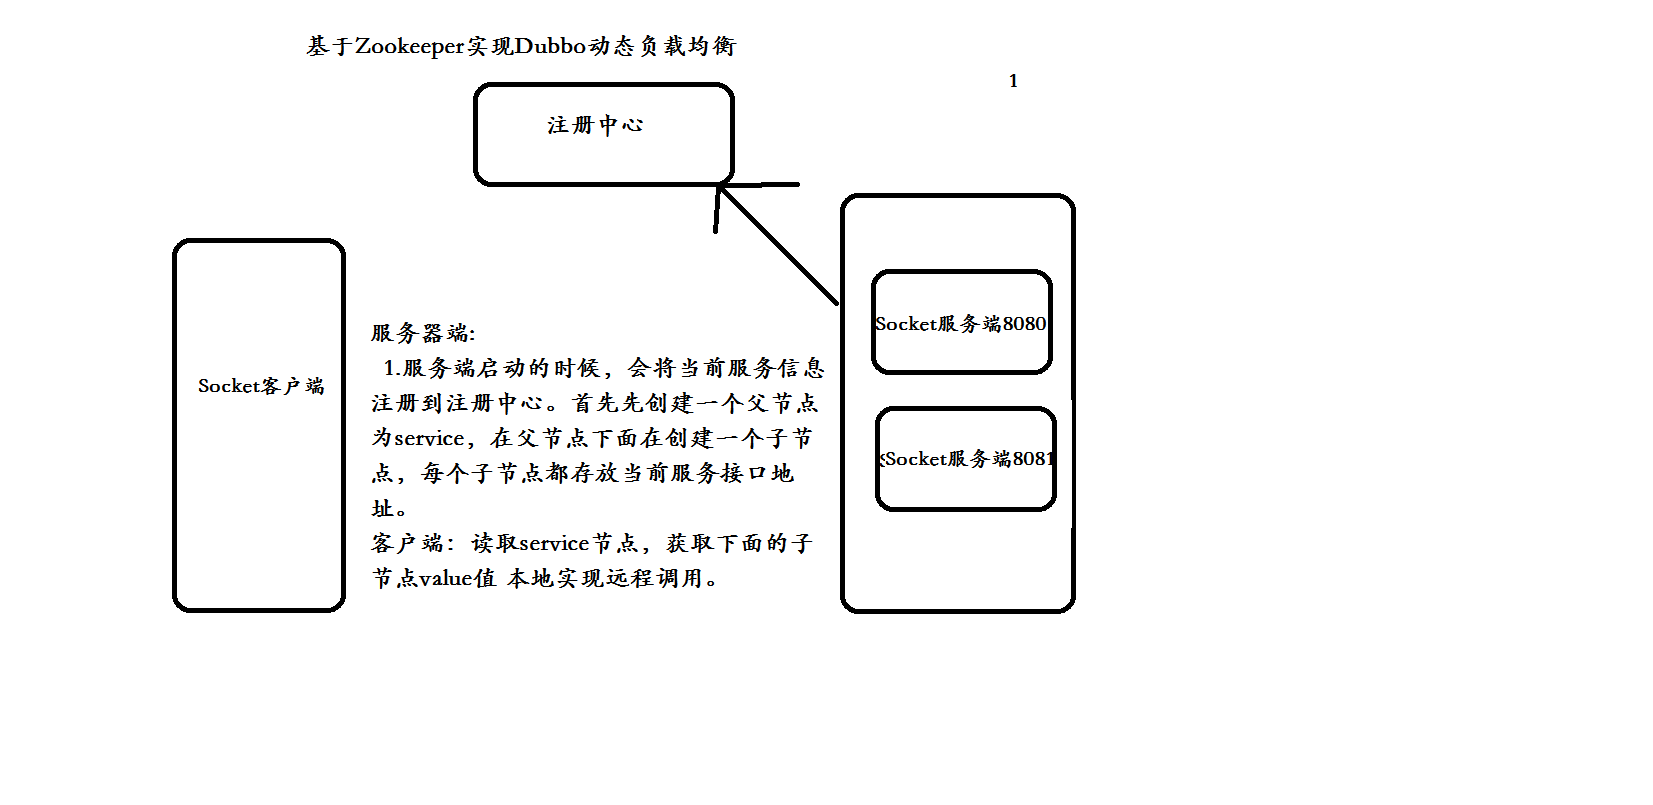 基于Zookeeper实现Dubbo动态负载均衡
1
注册中心
Socket服务端8080
服务器端:
1.服务端启动的时候，会将当前服务信息
注册到注册中心。首先先创建一个父节点
为service，在父节点下面在创建一个子节
点，每个子节点都存放当前服务接口地
址。
客户端：读取service节点，获取下面的子
节点value值 本地实现远程调用。
Socket客户端
Socket服务端8081